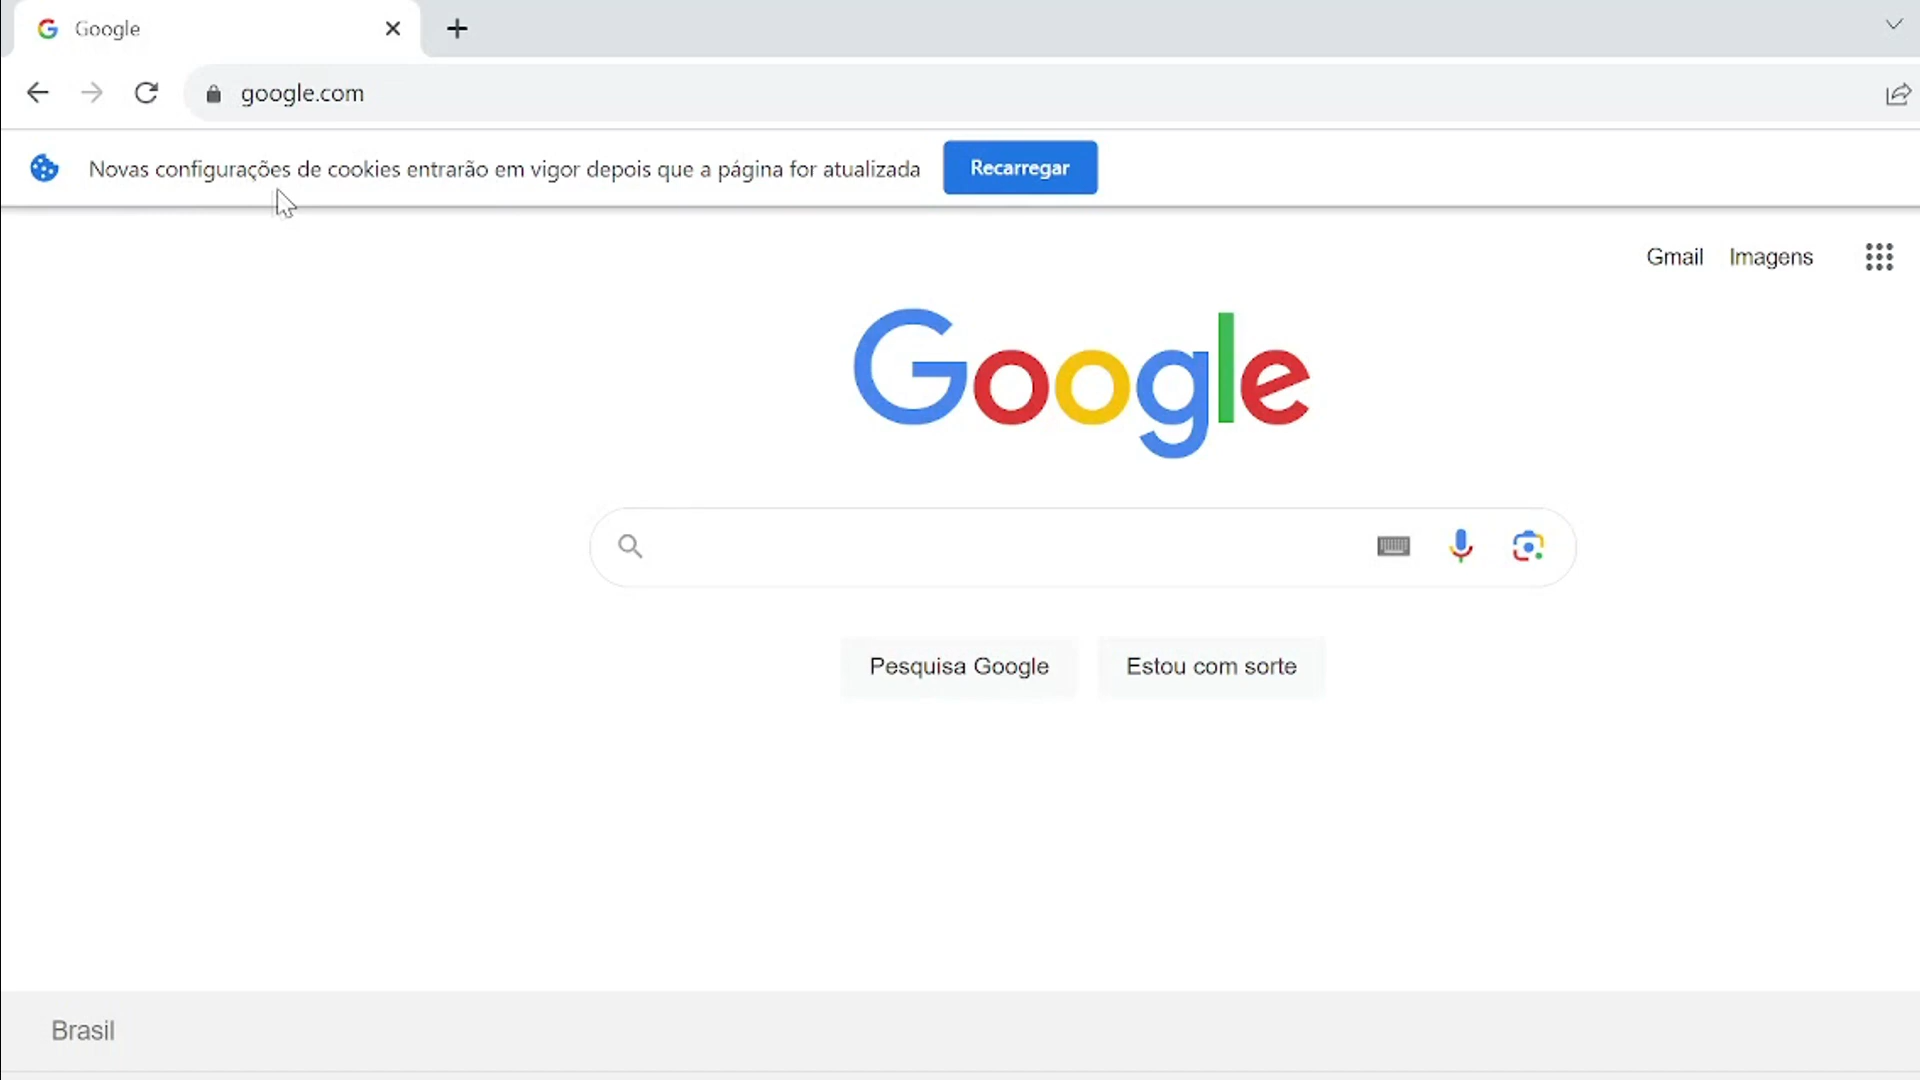 Google
google.com
Novas configurações de cookies entrarão em vigor depois que a página for atualizada
Recarregar
Gmail Imagens
Google
Pesquisa Google Estou com sorte
Brasil